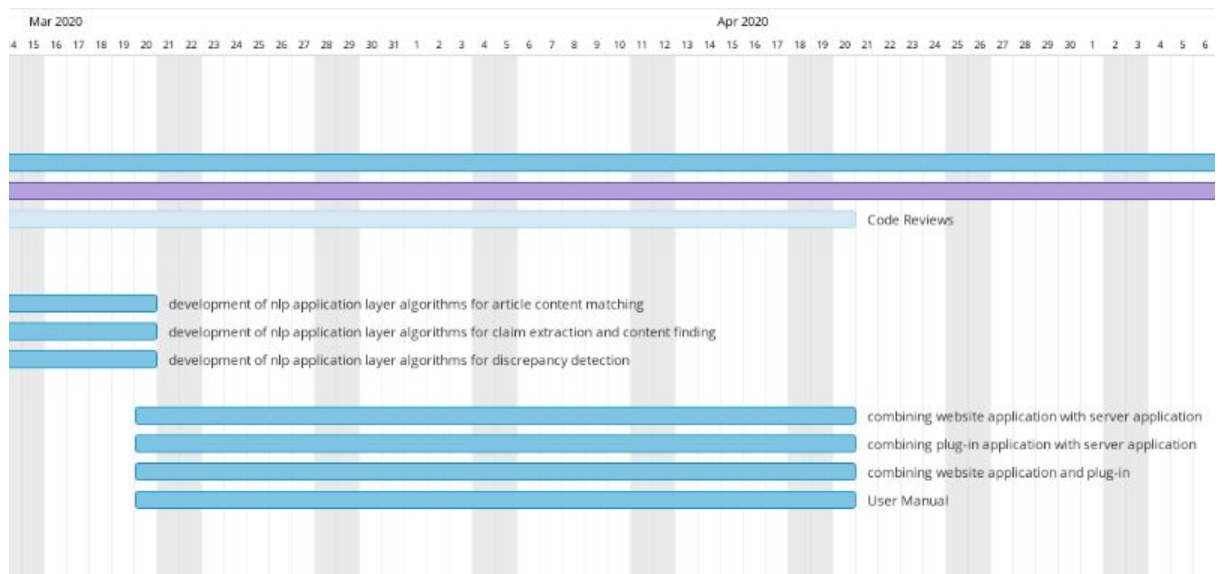 Mar 2020 Apr 2020
4 15 16 17 18 19 20 21 22 23 24 25 26 27 28 29 30 31 1 2 3 4 5 6 7 8 9 10 11 12 13 14 15 16 17 18 19 20 21 22 23 24 25 26 27 28 29 30 1 2 3 4 5 6
Code Reviews
development of nlp application layer algorithms for article content matching
development of nlp application layer algorithms for claim extraction and content finding
development of nlp application layer algorithms for discrepancy detection
combining website application with server application
combining plug-in application with server application
combining website application and plug-in
User Manual